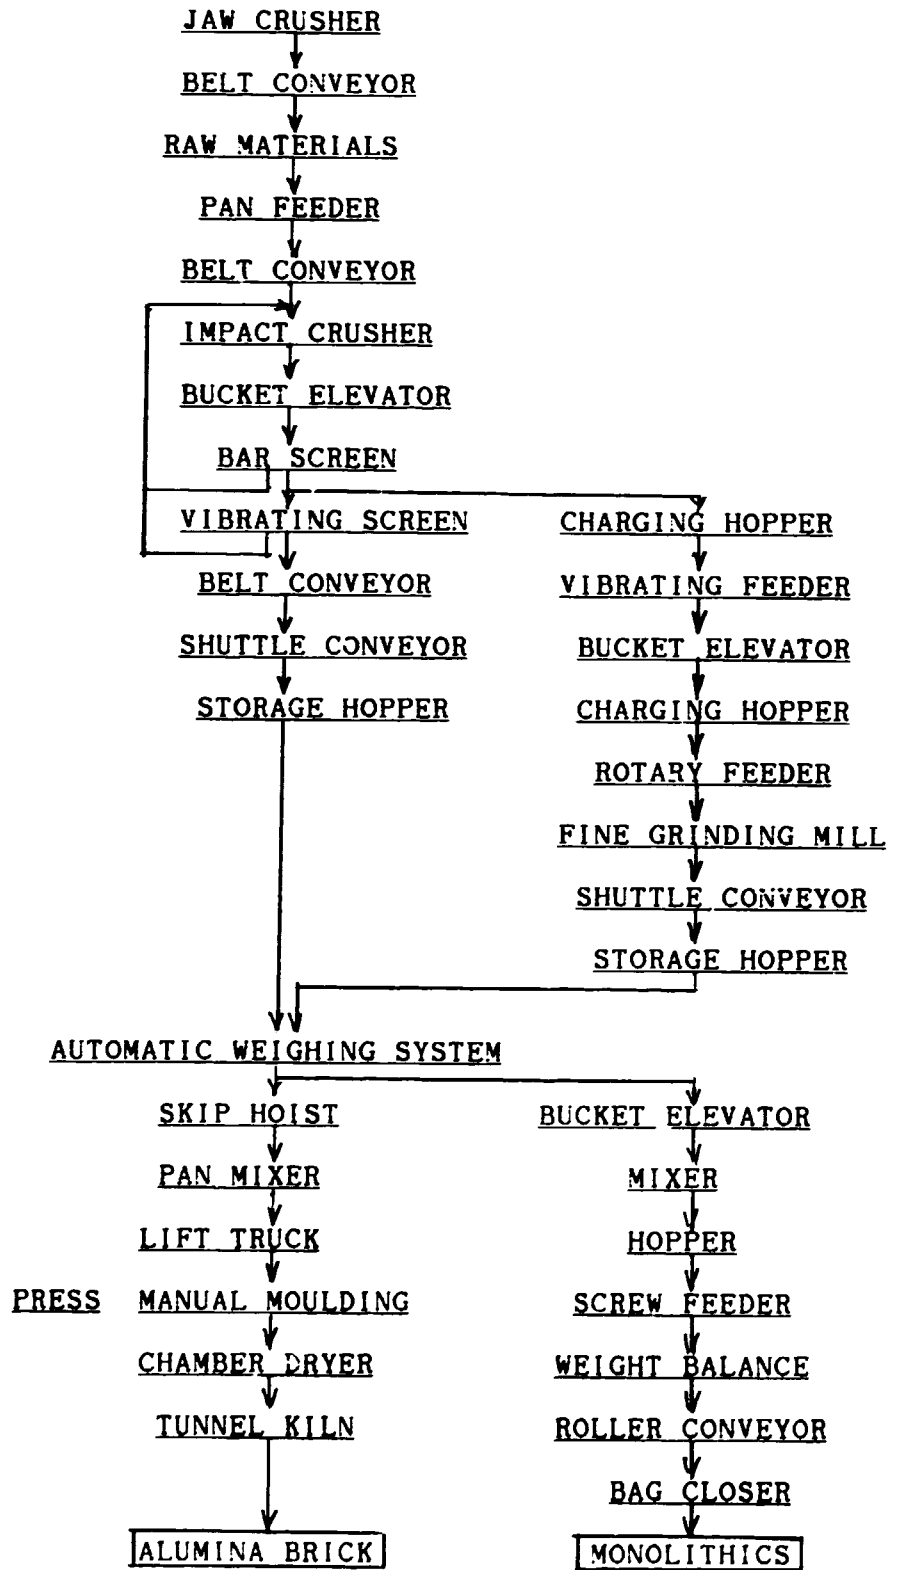 JAW CRUSHER
BELT CONVEYOR
RAW MATERIALS
PAN FEEDER
BELT CONVEYOR
IMPACT CRUSHER
BUCKET ELEVATOR
BAR SCREEN
VIBRATING SCREEN
CHARGING HOPPER
BELT CONVEYOR
VIBRATING FEEDER
SHUTTLE CONVEYOR
BUCKET ELEVATOR
STORAGE HOPPER
CHARGING HOPPER
ROTARY FEEDER
FINE GRINDING MILL
SHUTTLE CONVEYOR
STORAGE HOPPER
AUTOMATIC WEIGHING SYSTEM
SKIP HOIST
BUCKET ELEVATOR
PAN MIXER
MIXER
LIFT TRUCK
HOPPER
PRESS MANUAL MOULDING
SCREW FEEDER
CHAMBER DRYER
WEIGHT BALANCE
TUNNEL KILN
ROLLER CONVEYOR
BAG CLOSER
ALUMINA BRICK
MONOLITHICS